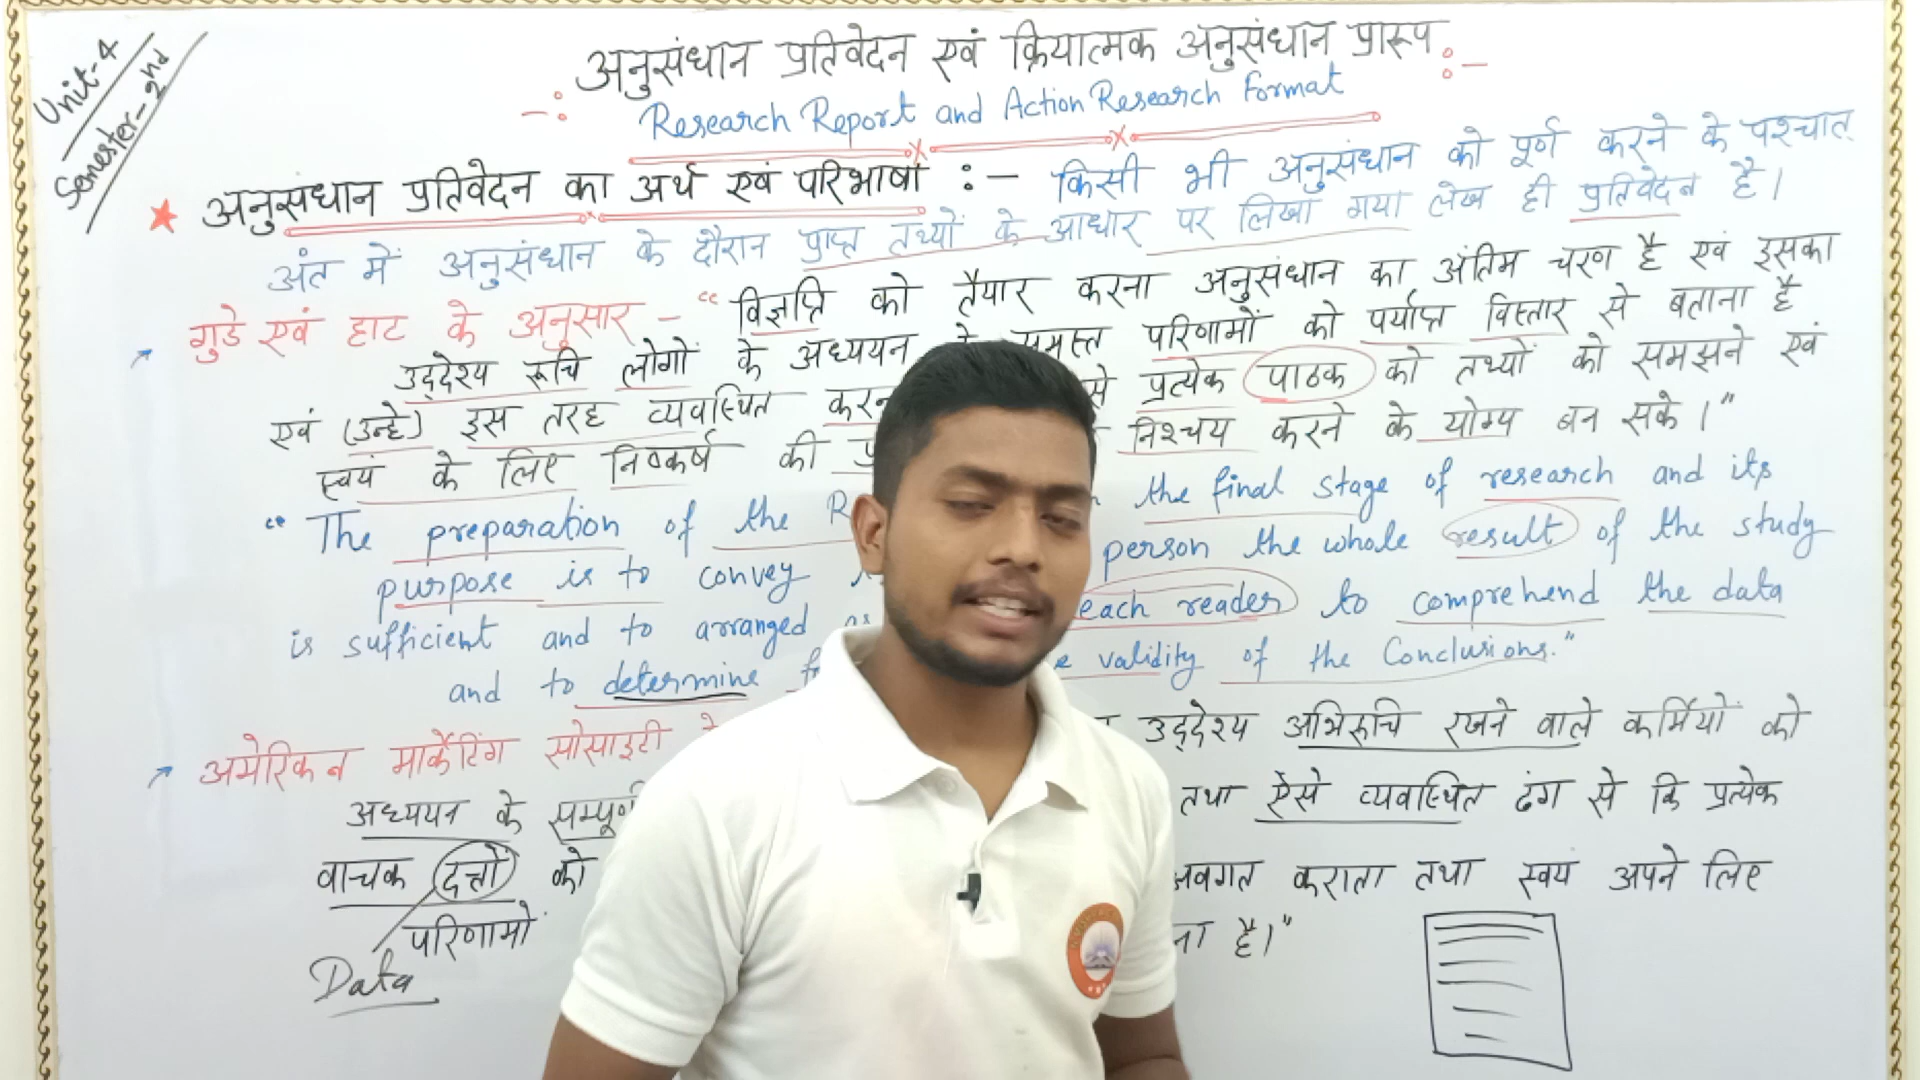 Unit-4
Semester-2nd
-: अनुसंधान प्रतिवेदन एवं क्रियात्मक अनुसंधान प्रारूप :-
Research Report and Action Research Format
★ अनुसंधान प्रतिवेदन का अर्थ एवं परिभाषा :- किसी भी अनुसंधान को पूर्ण करने के पश्चात्
अंत में अनुसंधान के दौरान प्राप्त तथ्यों के आधार पर लिखा गया लेख ही प्रतिवेदन है।
गुडे एवं हाट के अनुसार - "विज्ञप्ति को तैयार करना अनुसंधान का अंतिम चरण है एवं इसका
उद्देश्य रूचि लोगों के अध्ययन समस्त परिणामों को पर्याप्त विस्तार से बताना है
एवं (उन्हे) इस तरह व्यवस्थित से प्रत्येक पाठक को तथ्यों को समझने एवं
स्वयं के लिए निष्कर्ष की निश्चय करने के योग्य बन सके।"
"The preparation of the the final stage of research and its
purpose is to convey person the whole result of the study
is sufficient and to arranged each reader to comprehend the data
and to determine validity of the Conclusions."
अमेरिकन मार्केटिंग सोसाइटी उद्देश्य अभिरूचि रखने वाले कर्मियों को
अध्ययन के तथा ऐसे व्यवस्थित ढंग से कि प्रत्येक
वाचक दत्तों को अवगत कराता तथा स्वयं अपने लिए
परिणामों है।"
Data